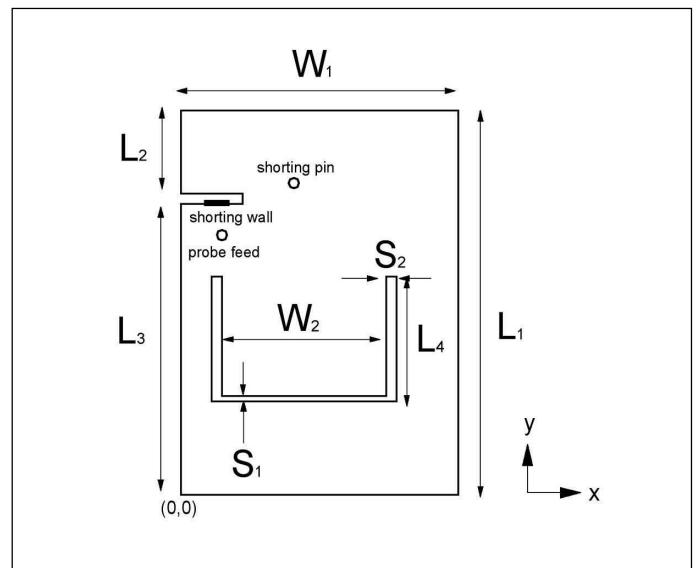 W₁
L₂
shorting pin
shorting wall
probe feed
S₂
W₂
L₃
L₄
L₁
S₁
y
x
(0,0)